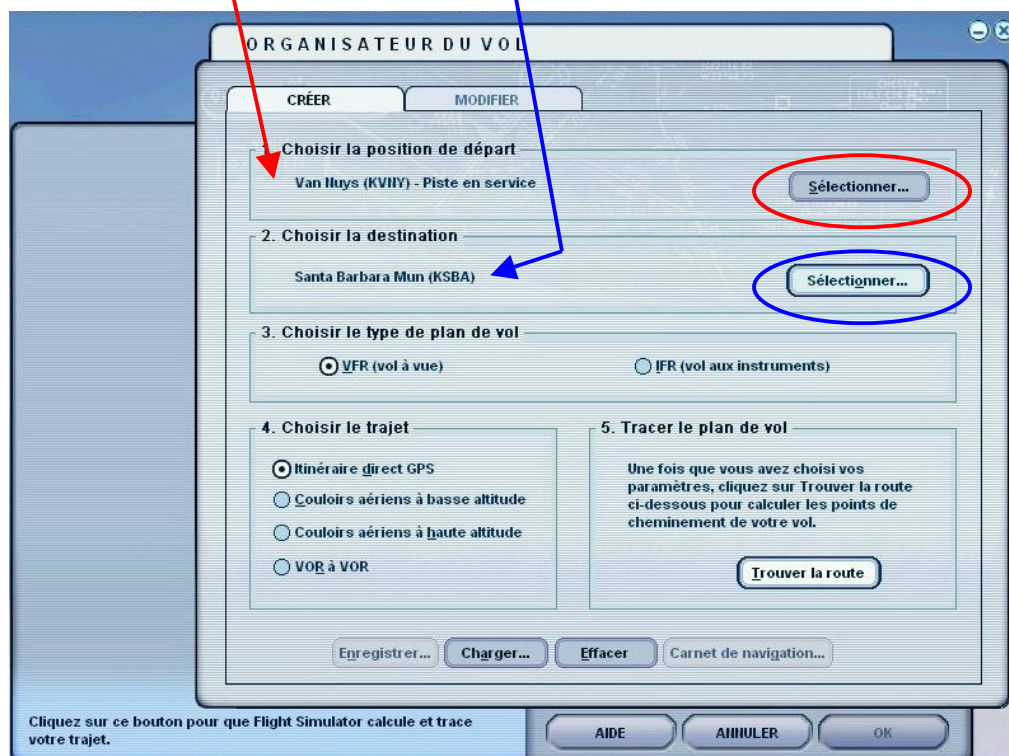 ORGANISATEUR DU VOL
CRÉER
MODIFIER
1. Choisir la position de départ
Van Nuys (KVNY) - Piste en service
Sélectionner...
2. Choisir la destination
Santa Barbara Mun (KSBA)
Sélectionner...
3. Choisir le type de plan de vol
VFR (vol à vue)
IFR (vol aux instruments)
4. Choisir le trajet
Itinéraire direct GPS
Couloirs aériens à basse altitude
Couloirs aériens à haute altitude
VOR à VOR
5. Tracer le plan de vol
Une fois que vous avez choisi vos
paramètres, cliquez sur Trouver la route
ci-dessous pour calculer les points de
cheminement de votre vol.
Trouver la route
Enregistrer...
Charger...
Effacer
Carnet de navigation...
Cliquez sur ce bouton pour que Flight Simulator calcule et trace
votre trajet.
AIDE
ANNULER
OK